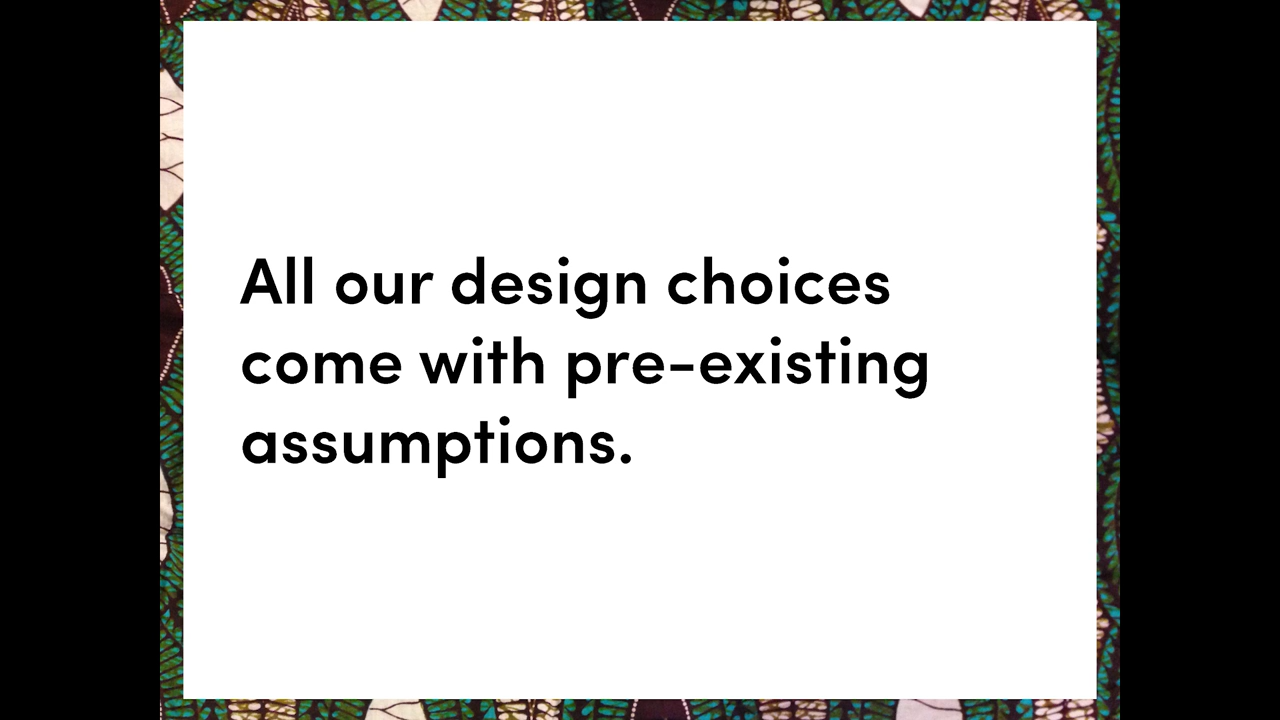 All our design choices
come with pre-existing
assumptions.